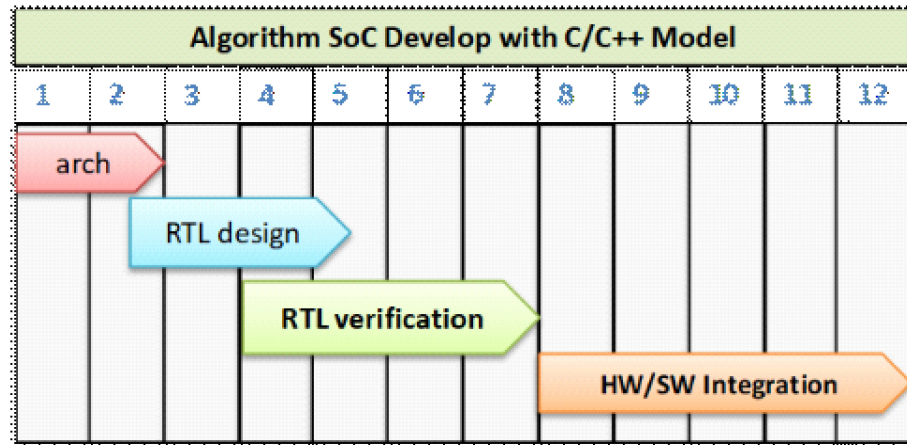 Algorithm SoC Develop with C/C++ Model
1 2 3 4 5 6 7 8 9 10 11 12
arch
RTL design
RTL verification
HW/SW Integration